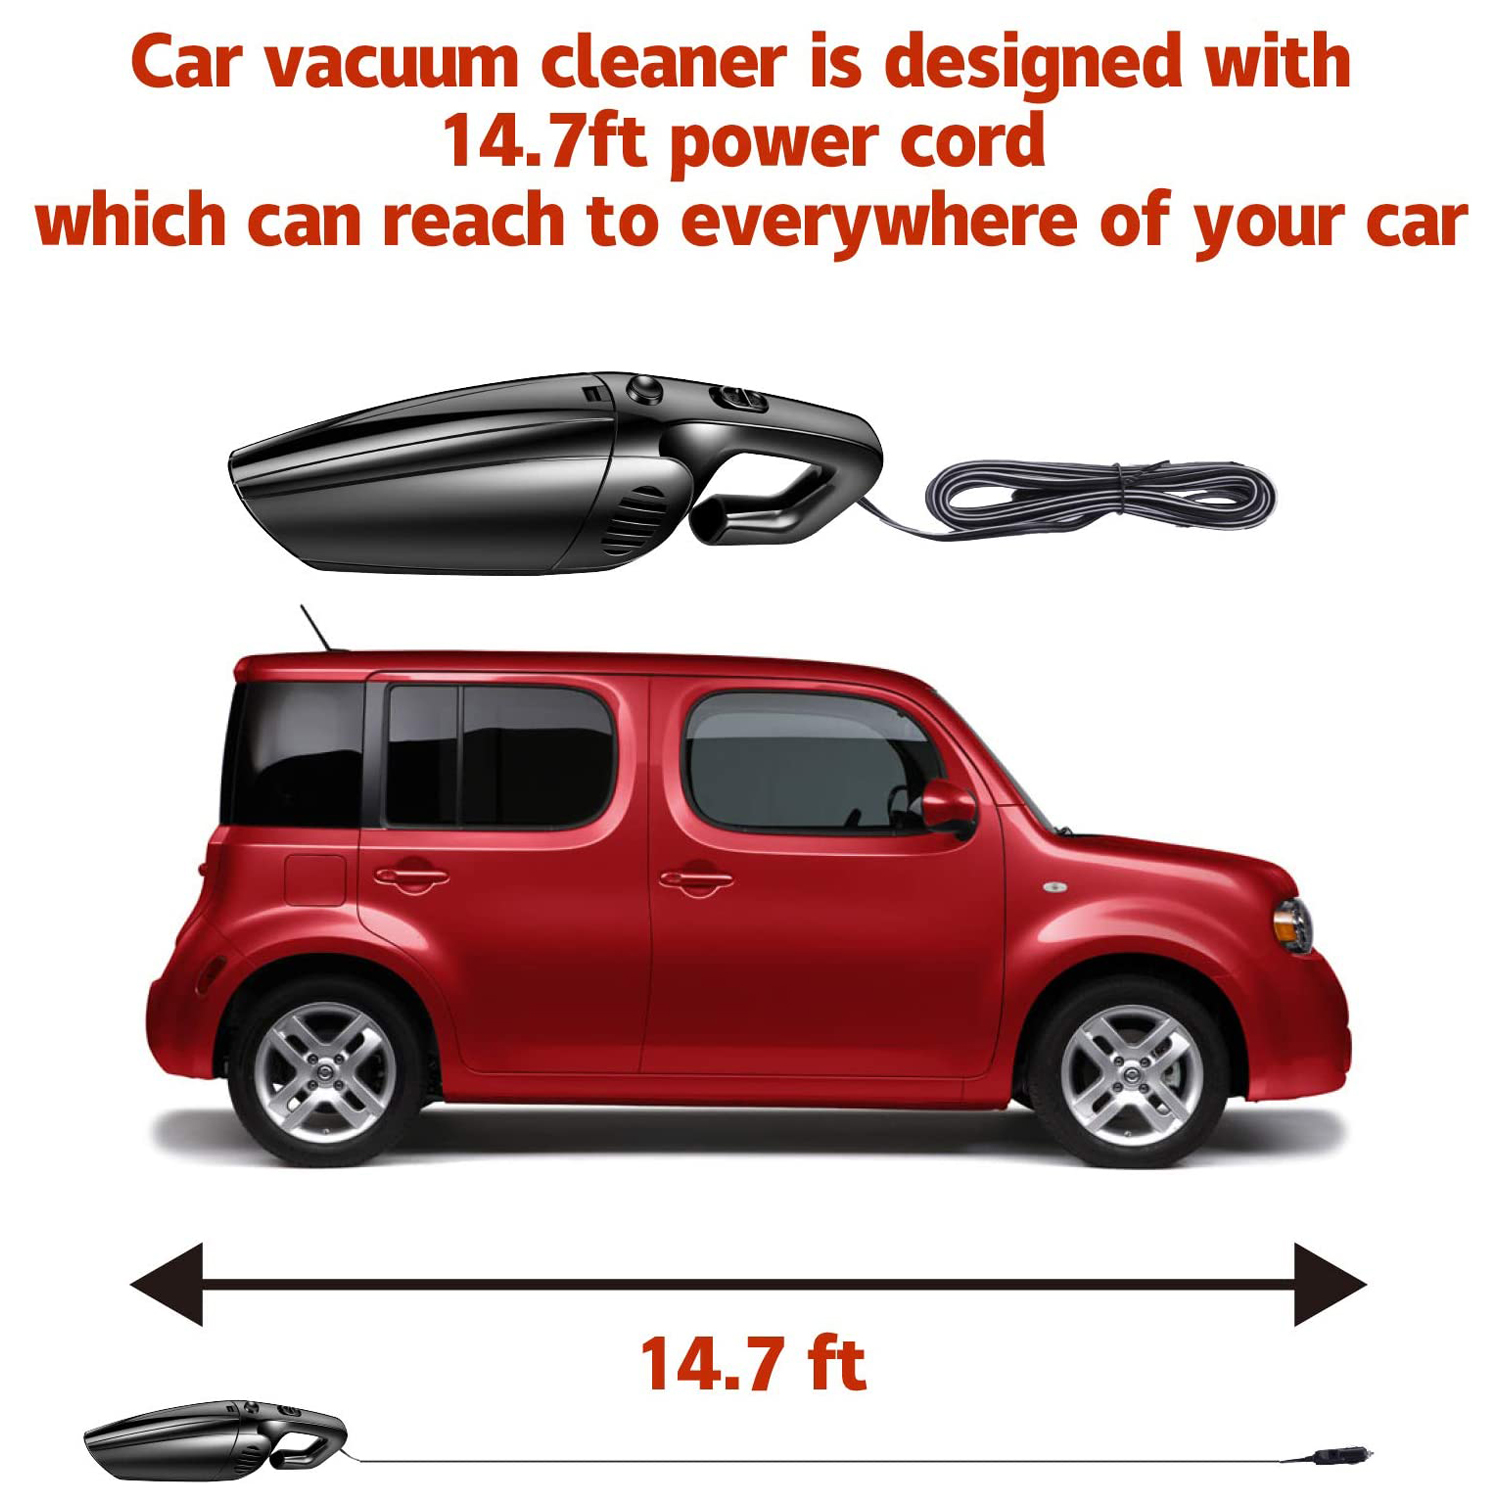 Car vacuum cleaner is designed with
14.7ft power cord
which can reach to everywhere of your car
14.7 ft